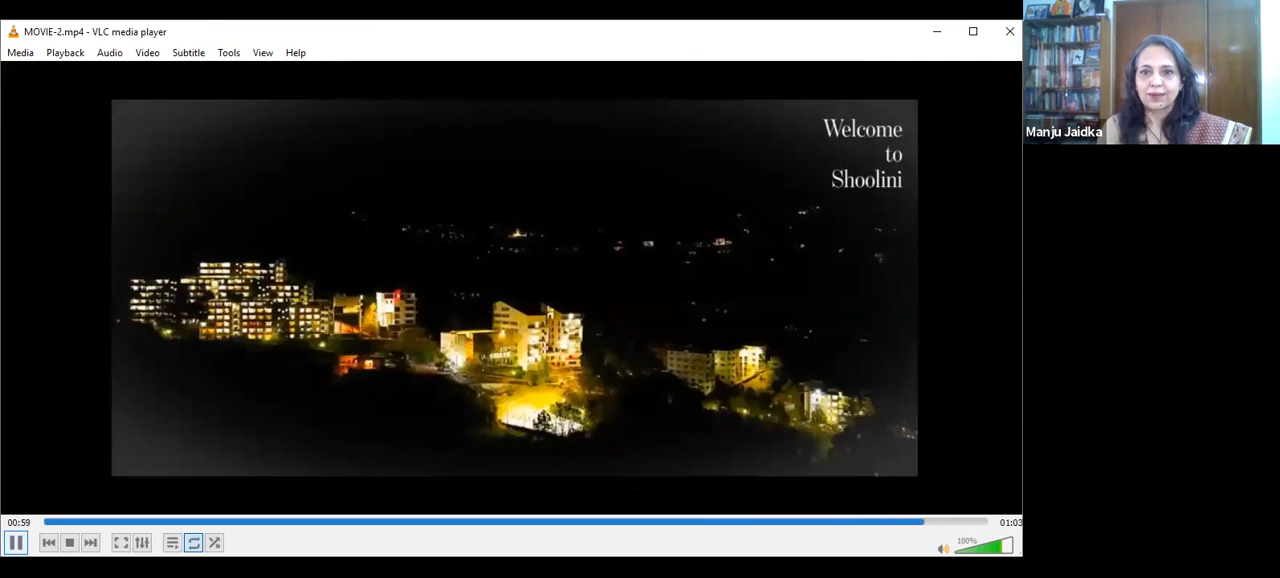 MOVIE-2.mp4 - VLC media player
Media Playback Audio Video Subtitle Tools View Help
Welcome
to
Shoolini
Manju Jaidka
00:59
01:03
100%